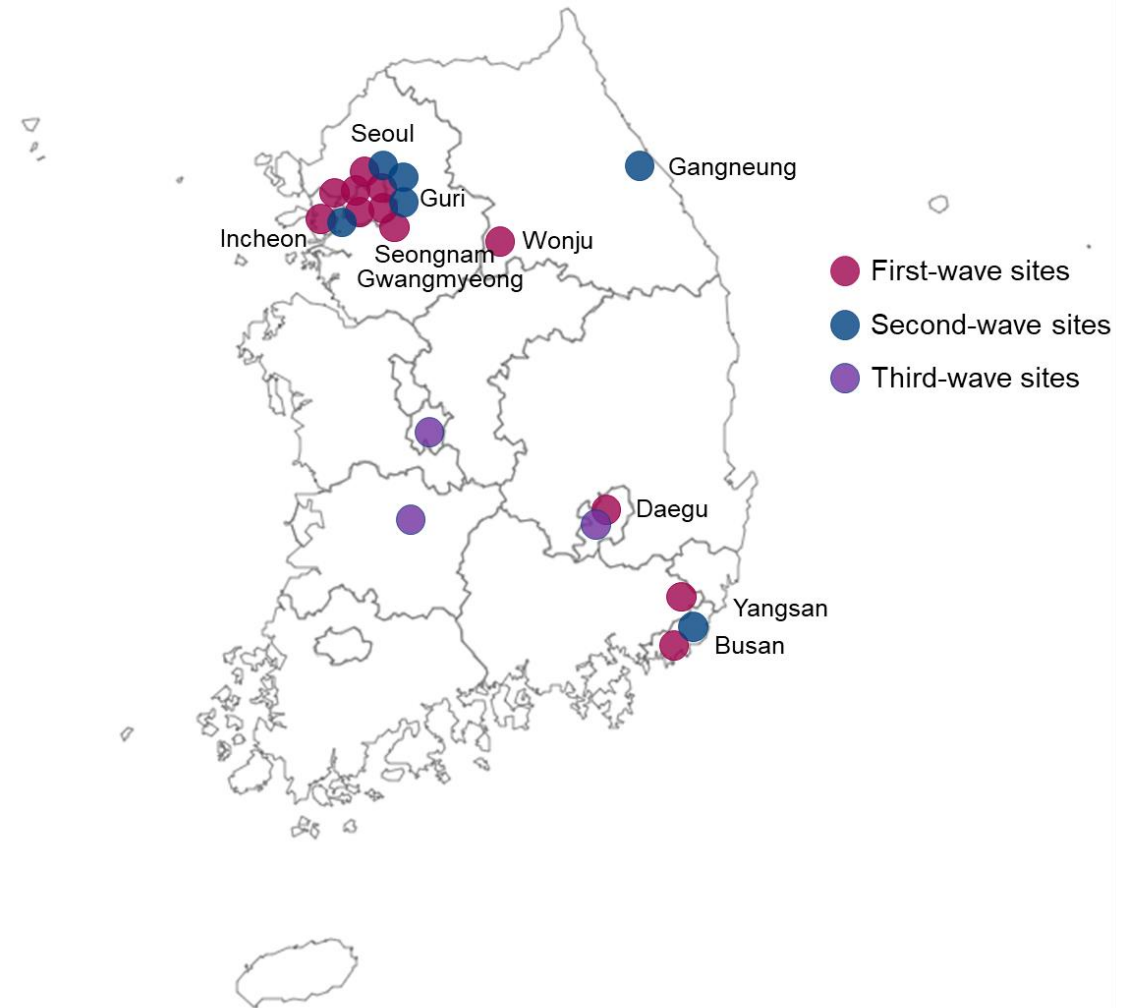 Seoul
Gangneung
Guri
Incheon
Seongnam
Wonju
Gwangmyeong
First-wave sites
Second-wave sites
Third-wave sites
Daegu
Yangsan
Busan